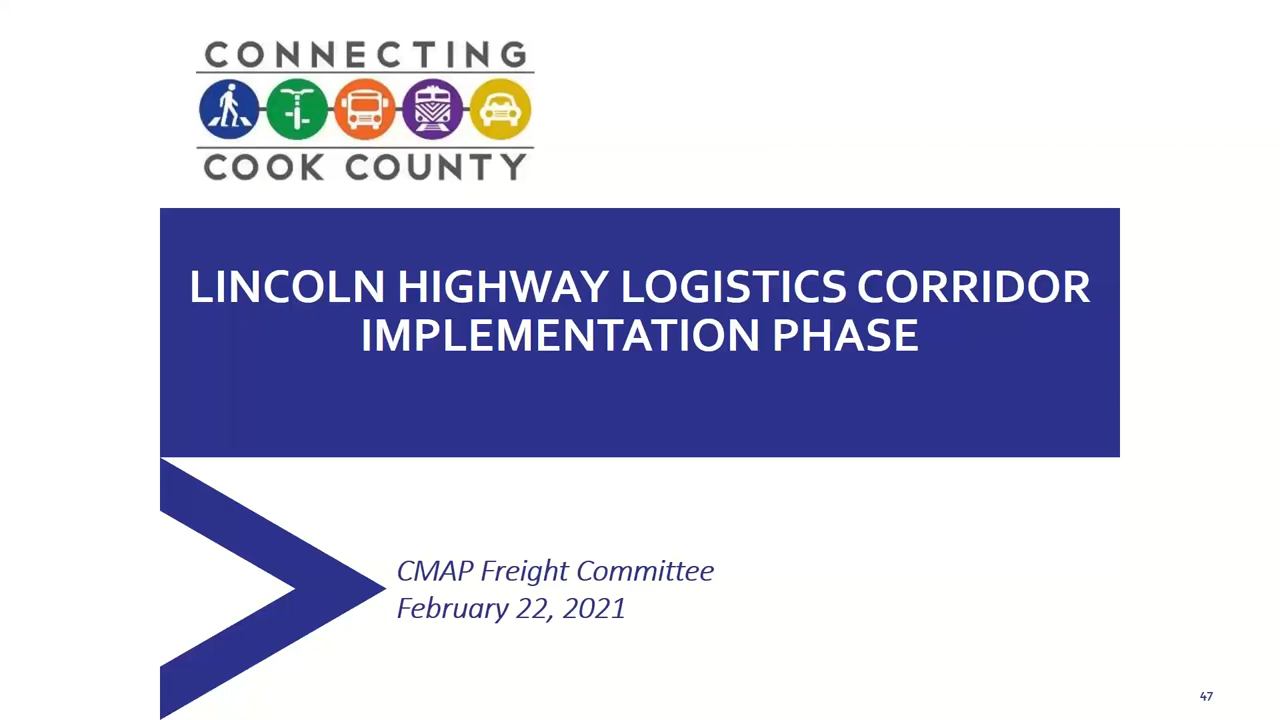 CONNECTING
COOK COUNTY
LINCOLN HIGHWAY LOGISTICS CORRIDOR
IMPLEMENTATION PHASE
CMAP Freight Committee
February 22, 2021
47